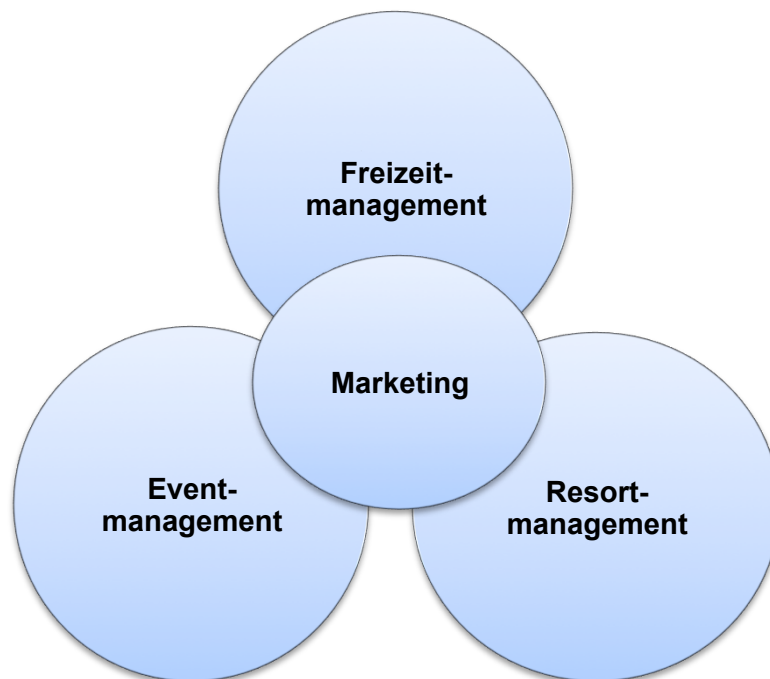 Freizeit-
management
Marketing
Event-
management
Resort-
management